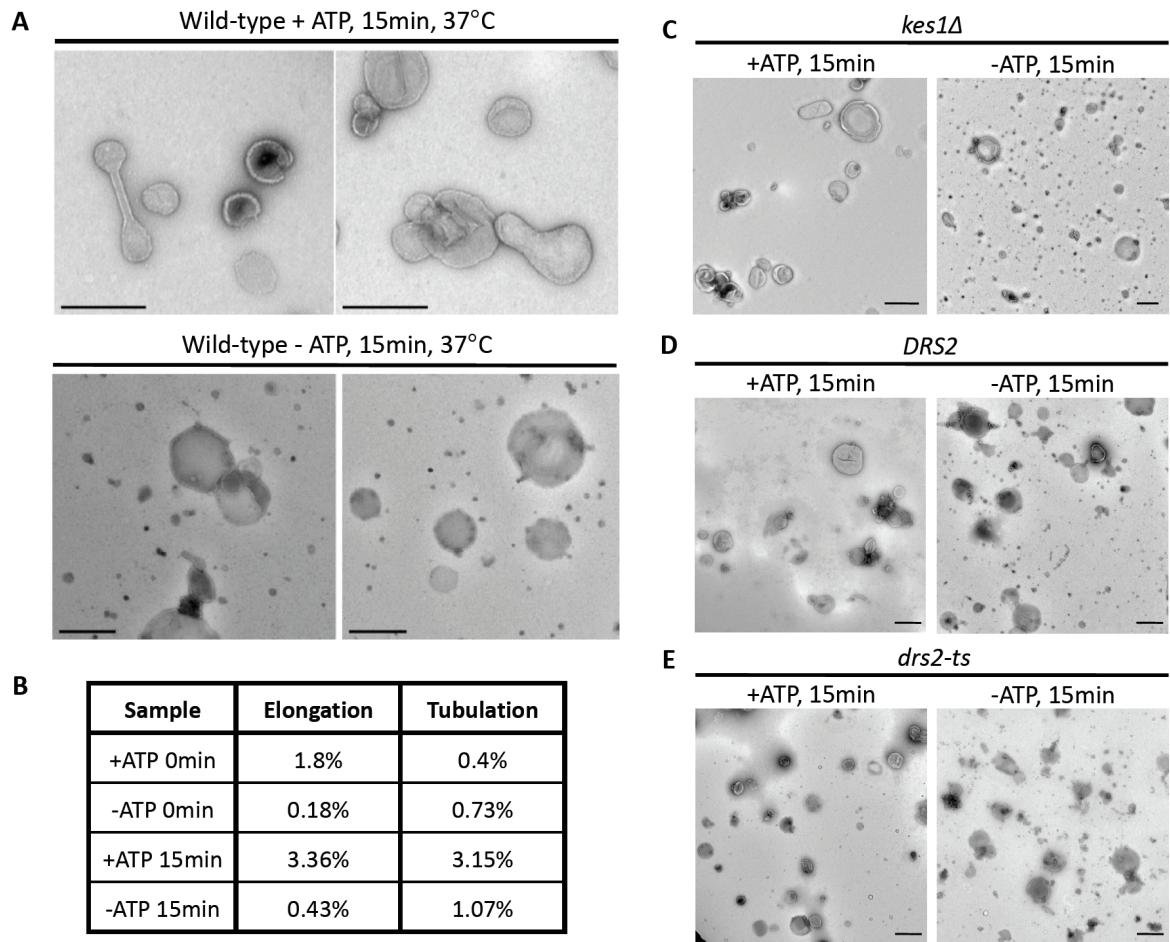 A
Wild-type + ATP, 15min, 37°C
Wild-type - ATP, 15min, 37°C
B
Sample Elongation Tubulation
+ATP 0min 1.8% 0.4%
-ATP 0min 0.18% 0.73%
+ATP 15min 3.36% 3.15%
-ATP 15min 0.43% 1.07%
C
kes1Δ
+ATP, 15min -ATP, 15min
D
DRS2
+ATP, 15min -ATP, 15min
E
drs2-ts
+ATP, 15min -ATP, 15min